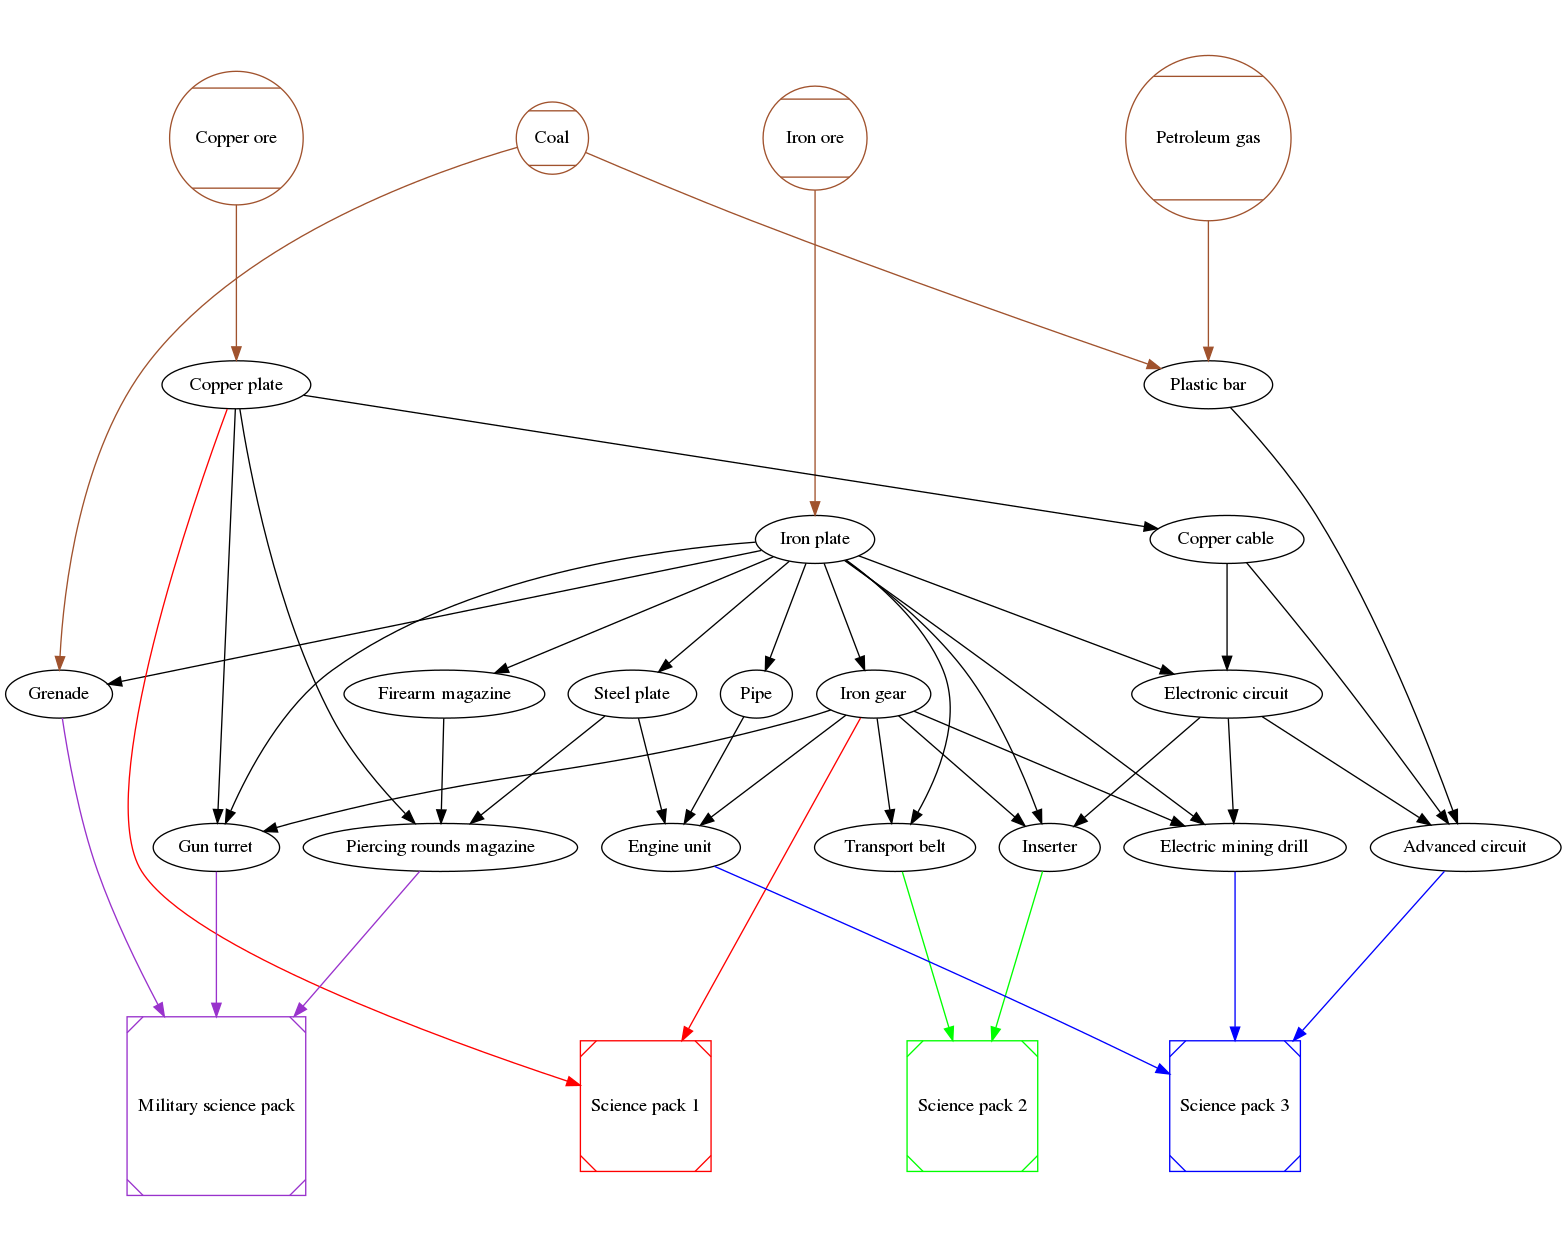 Copper ore
Coal
Iron ore
Petroleum gas
Copper plate
Plastic bar
Iron plate
Copper cable
Grenade
Firearm magazine
Steel plate
Pipe
Iron gear
Electronic circuit
Gun turret
Piercing rounds magazine
Engine unit
Transport belt
Inserter
Electric mining drill
Advanced circuit
Military science pack
Science pack 1
Science pack 2
Science pack 3